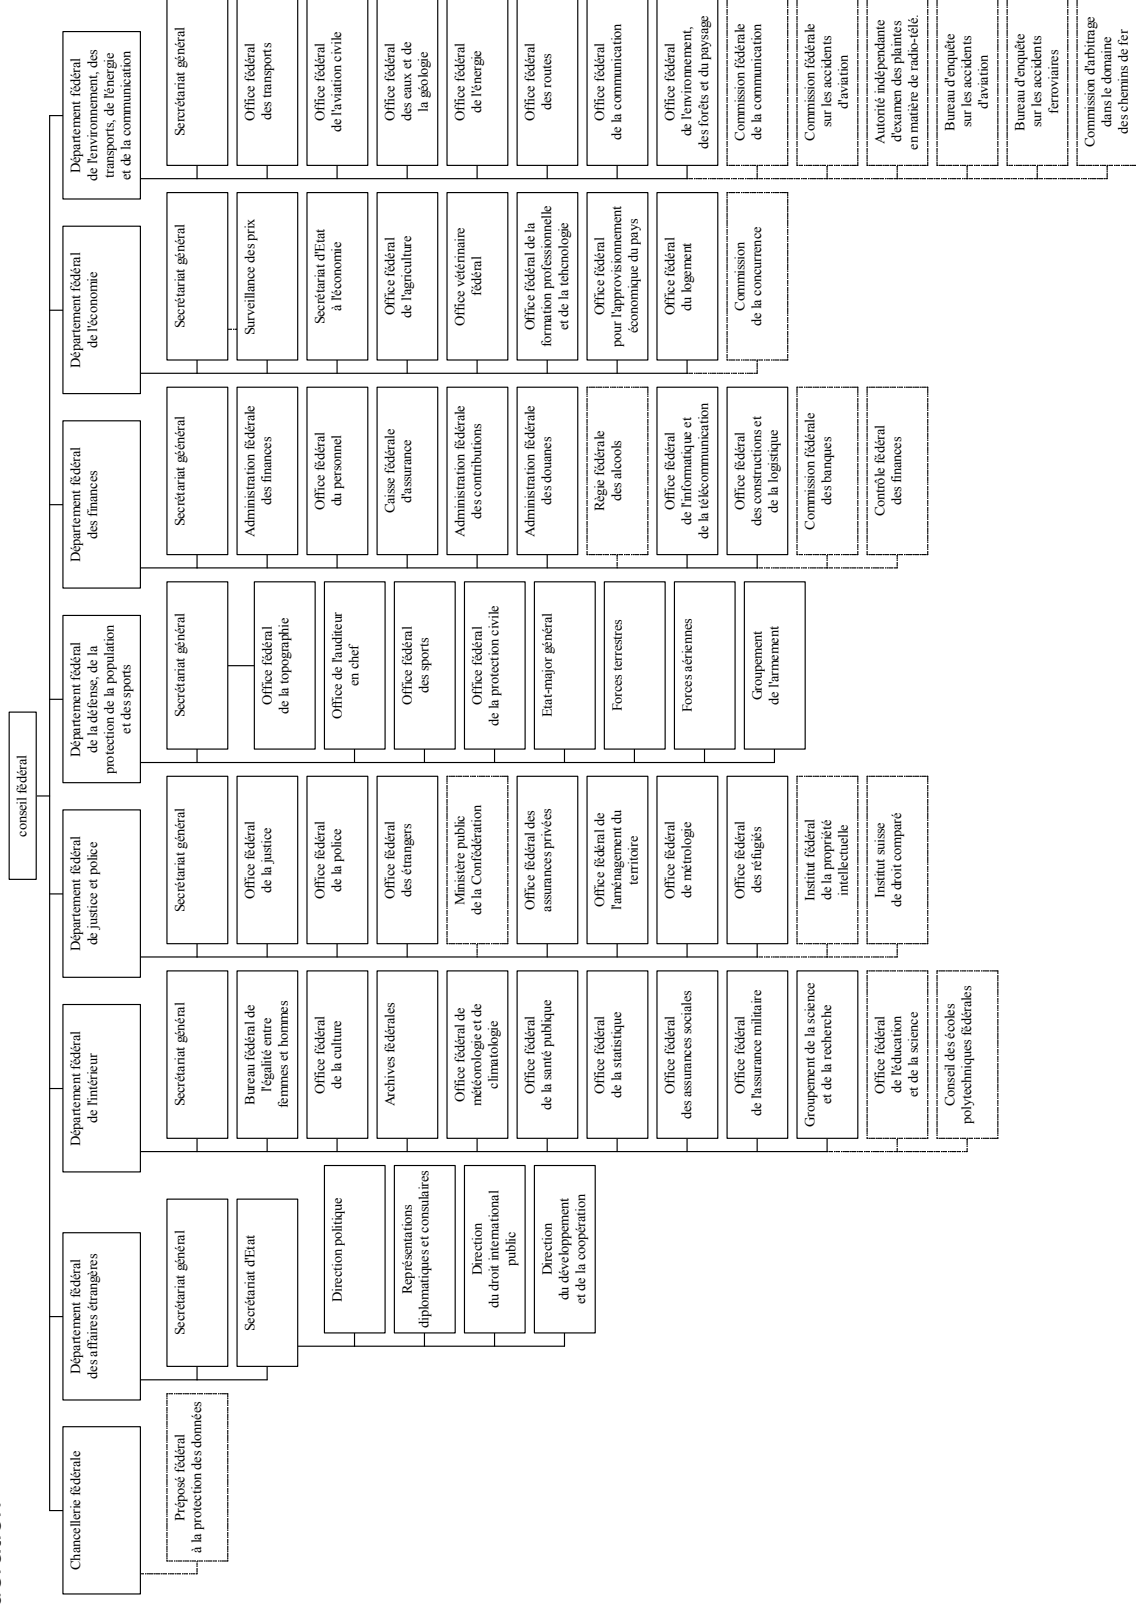 conseil fédéral
Chancellerie fédérale
Préposé fédéral
à la protection des données
Département fédéral
des affaires étrangères
Secrétariat général
Secrétariat d'Etat
Direction politique
Représentations
diplomatiques et consulaires
Direction
du droit international
public
Direction
du développement
et de la coopération
Département fédéral
de l'intérieur
Secrétariat général
Bureau fédéral de
l'égalité entre
femmes et hommes
Office fédéral
de la culture
Archives fédérales
Office fédéral de
météorologie et de
climatologie
Office fédéral
de la santé publique
Office fédéral
de la statistique
Office fédéral
des assurances sociales
Office fédéral
de l'assurance militaire
Groupement de la science
et de la recherche
Office fédéral
de l'éducation
et de la science
Conseil des écoles
polytechniques fédérales
Département fédéral
de justice et police
Secrétariat général
Office fédéral
de la justice
Office fédéral
de la police
Office fédéral
des étrangers
Ministère public
de la Confédération
Office fédéral des
assurances privées
Office fédéral de
l'aménagement du
territoire
Office fédéral
de métrologie
Office fédéral
des réfugiés
Institut fédéral
de la propriété
intellectuelle
Institut suisse
de droit comparé
Département fédéral
de la défense, de la
protection de la population
et des sports
Secrétariat général
Office fédéral
de la topographie
Office de l'auditeur
en chef
Office fédéral
des sports
Office fédéral
de la protection civile
Etat-major général
Forces terrestres
Forces aériennes
Groupement
de l'armement
Département fédéral
des finances
Secrétariat géénéral
Administration fédérale
des finances
Office fédéral
du personnel
Caisse fédérale
d'assurance
Administration fédérale
des contributions
Administration fédérale
des douanes
Règie fédérale
des alcools
Office fédéral
de l'informatique et
de la télécommunication
Office fédéral
des constructions et
de la logistique
Commission fédérale
des banques
Contrôle fédéral
des finances
Département fédéral
de l'économie
Secrétariat général
Surveillance des prix
Secrétariat d'Etat
à l'économie
Office fédéral
de l'agriculture
Office vétérinaire
fédéral
Office fédéral de la
formation professionnelle
et de la tehcnologie
Office fédéral
pour l'approvisionnement
économique du pays
Office fédéral
du logement
Commission
de la concurrence
Département fédéral
de l'environnement, des
transports, de l'énergie
et de la communication
Sercrétariat général
Office fédéral
des transports
Office fédéral
de l'aviation civile
Office fédéral
des eaux et de
la géologie
Office fédéral
de l'énergie
Office fédéral
des routes
Office fédéral
de la communication
Office fédéral
de l'environnement,
des forêts et du paysage
Commission fédérale
de la communication
Commission fédérale
sur les accidents
d'aviation
Autorité indépendante
d'examen des plaintes
en matière de radio-télé.
Bureau d'enquête
sur les accidents
d'aviation
Bureau d'enquête
sur les accidents
ferroviaires
Commission d'arbitrage
dans le domaine
des chemins de fer